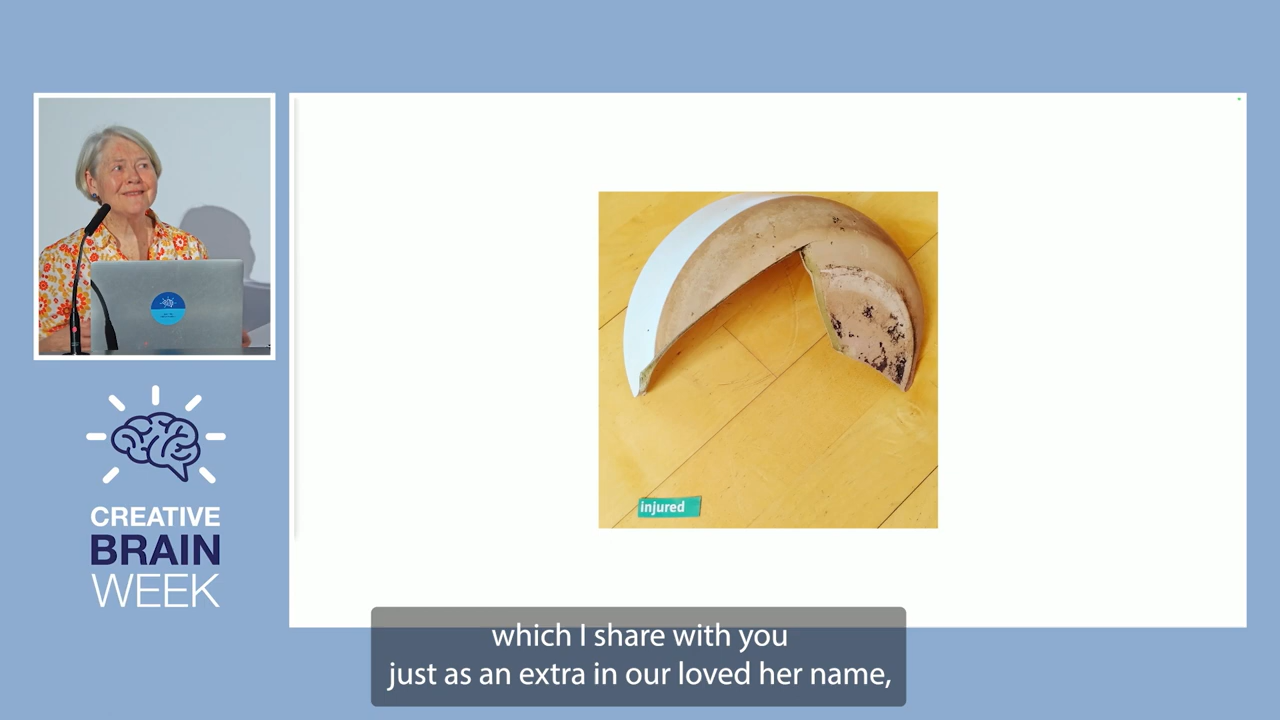 CREATIVE
BRAIN
WEEK
injured
which I share with you
just as an extra in our loved her name,